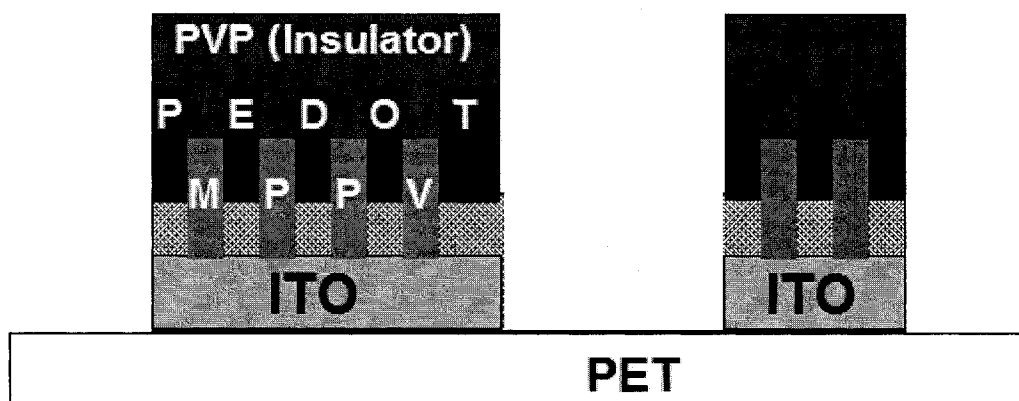 PVP (Insulator)
P E D O T
M P P V
ITO ITO
PET